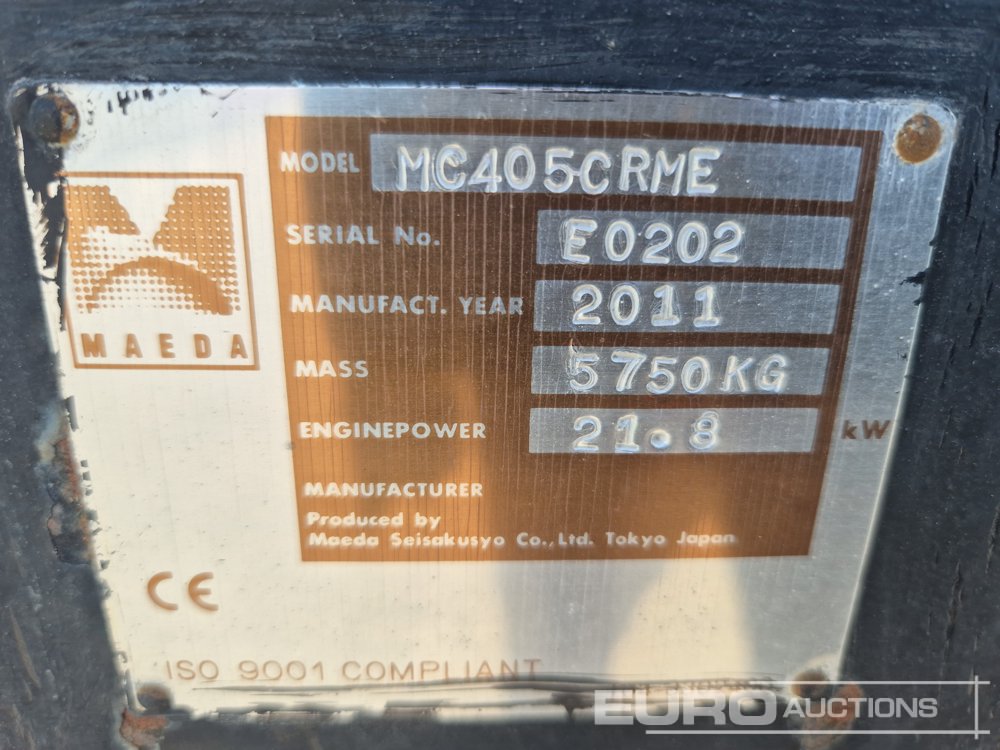 MODEL MC405CRME
SERIAL No. E0202
MANUFACT. YEAR 2011
MASS 5750KG
ENGINEPOWER 21.8 kW
MANUFACTURER
Produced by
Maeda Seisakusyo Co., Ltd. Tokyo Japan
MAEDA
CE
ISO 9001 COMPLIANT
EURO AUCTIONS